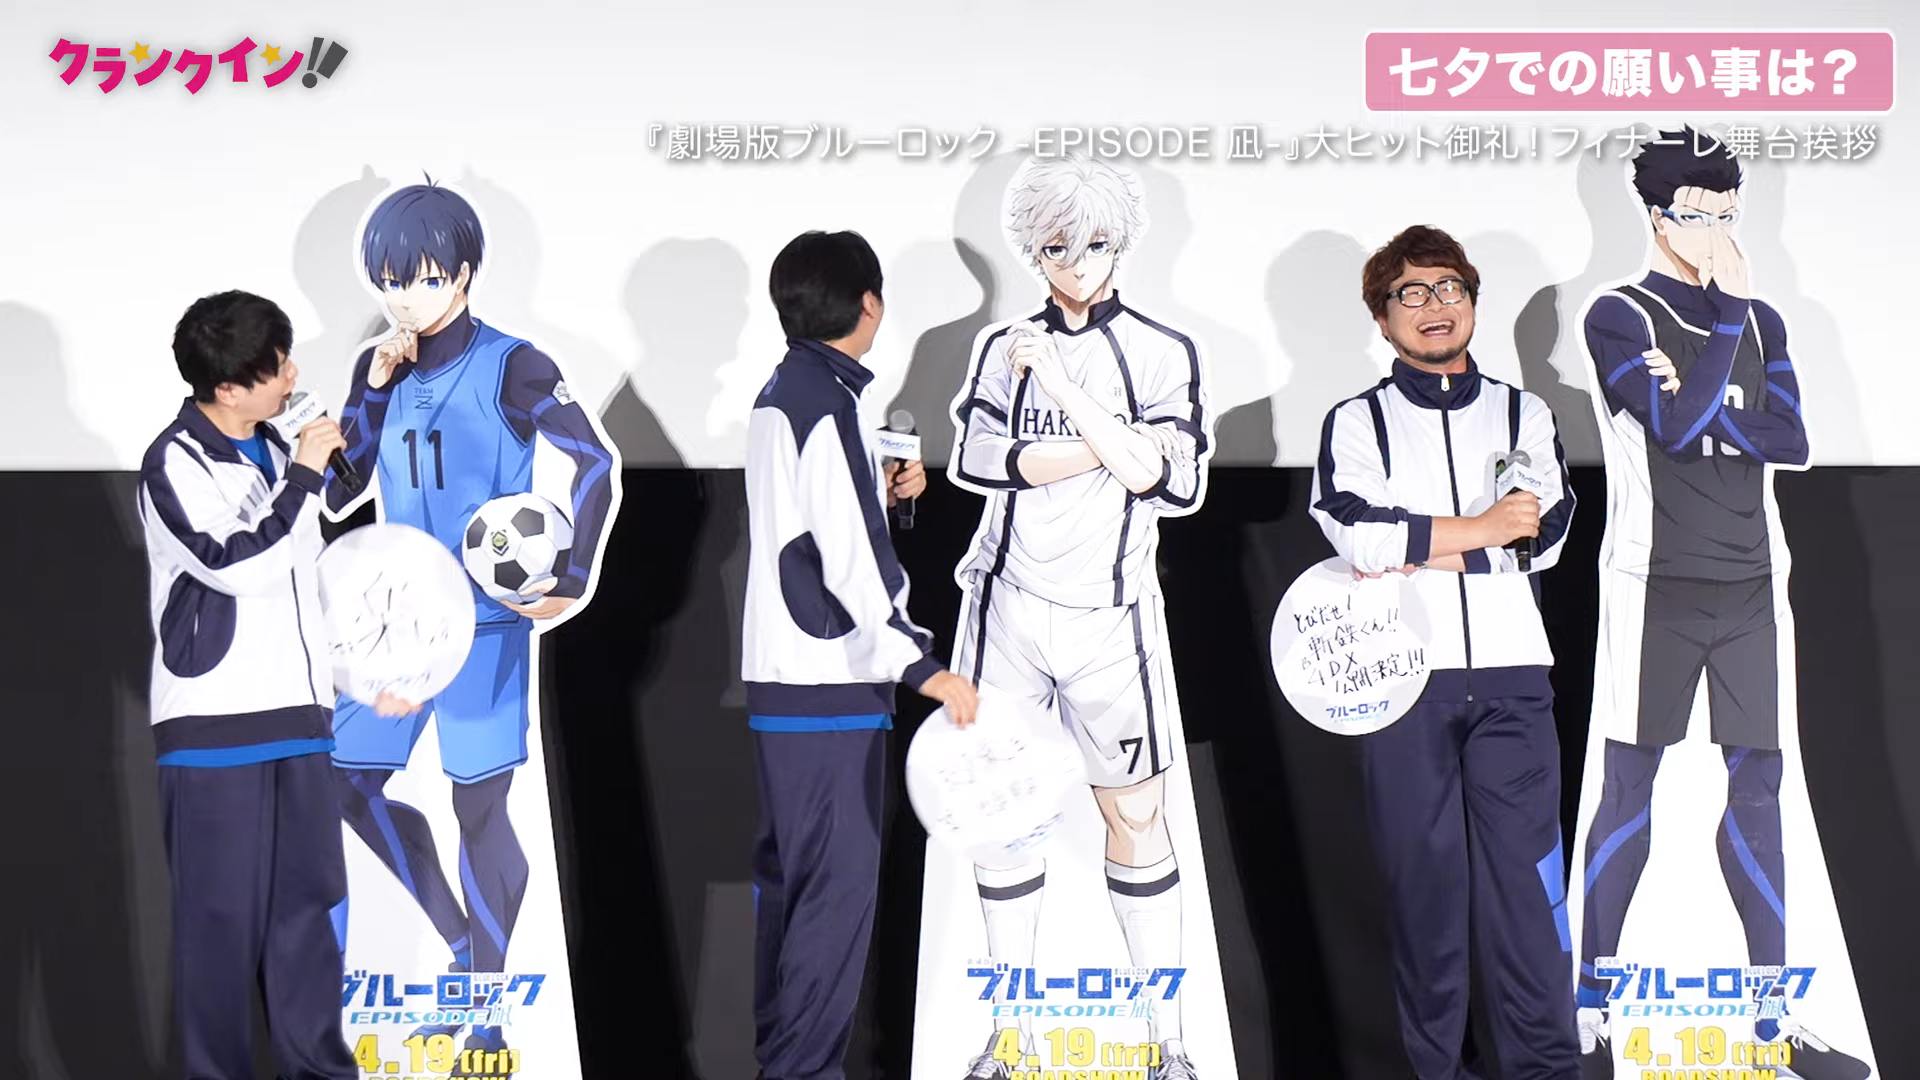 クランクイン!!
七夕での願い事は？
『劇場版ブルーロック -EPISODE 凪-』大ヒット御礼！フィナーレ舞台挨拶
TEAM
Z
11
7
とびだせ！
斬鉄くん!!
4DX
公開決定!!!
ブルーロック
EPISODE 凪
ブルーロック
EPISODE 凪
4.19(fri)
ROADSHOW
ブルーロック
EPISODE 凪
4.19(fri)
ROADSHOW
ブルーロック
EPISODE 凪
4.19(fri)
ROADSHOW